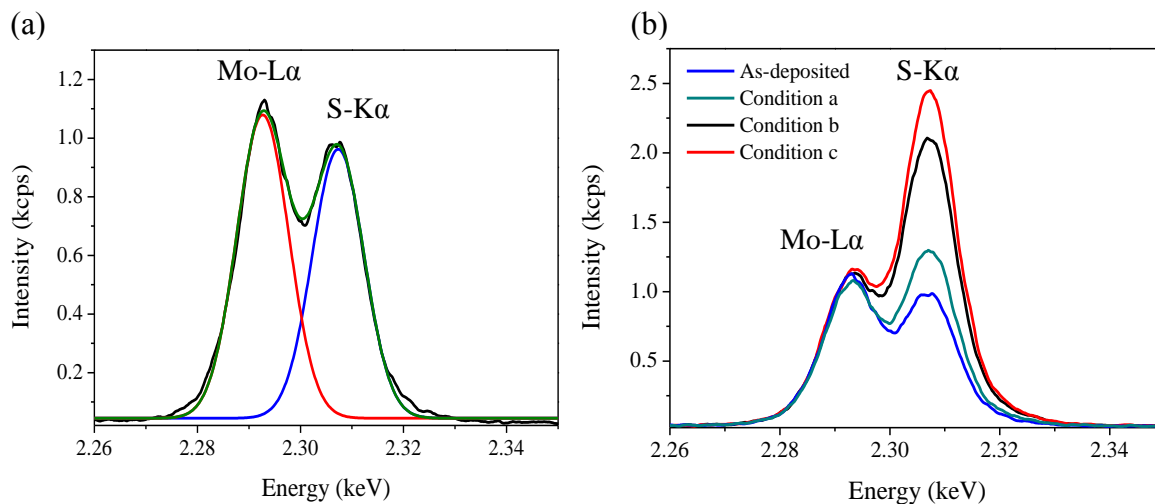 (a)
Mo-Lα
S-Kα
1.2
1.0
0.8
0.6
0.4
0.2
2.26
2.28
2.30
2.32
2.34
Intensity (kcps)
Energy (keV)
(b)
As-deposited
Condition a
Condition b
Condition c
S-Kα
Mo-Lα
2.5
2.0
1.5
1.0
0.5
2.26
2.28
2.30
2.32
2.34
Intensity (kcps)
Energy (keV)